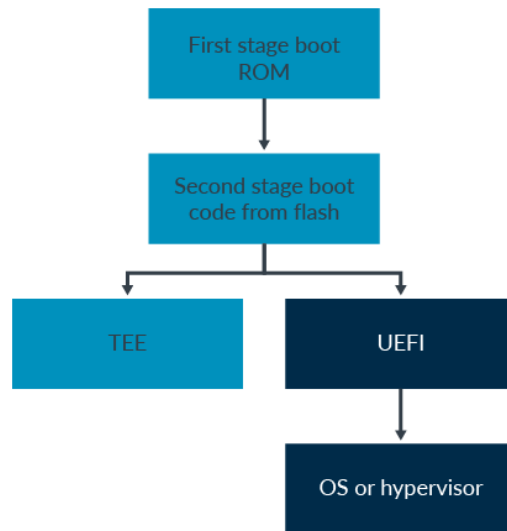 First stage boot
ROM
Second stage boot
code from flash
TEE
UEFI
OS or hypervisor